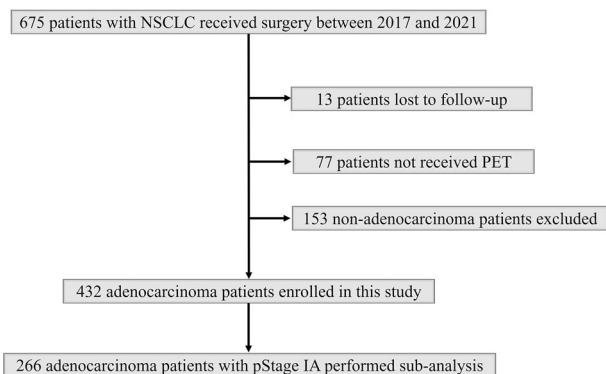 675 patients with NSCLC received surgery between 2017 and 2021
13 patients lost to follow-up
77 patients not received PET
153 non-adenocarcinoma patients excluded
432 adenocarcinoma patients enrolled in this study
266 adenocarcinoma patients with pStage IA performed sub-analysis